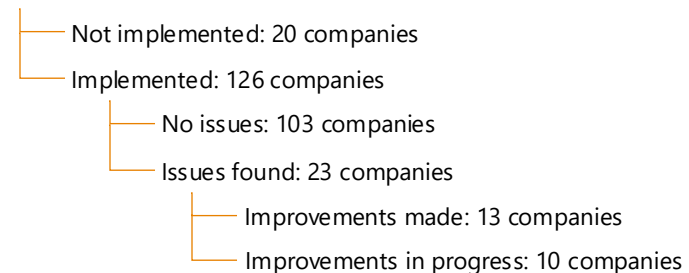 Not implemented: 20 companies
Implemented: 126 companies
No issues: 103 companies
Issues found: 23 companies
Improvements made: 13 companies
Improvements in progress: 10 companies